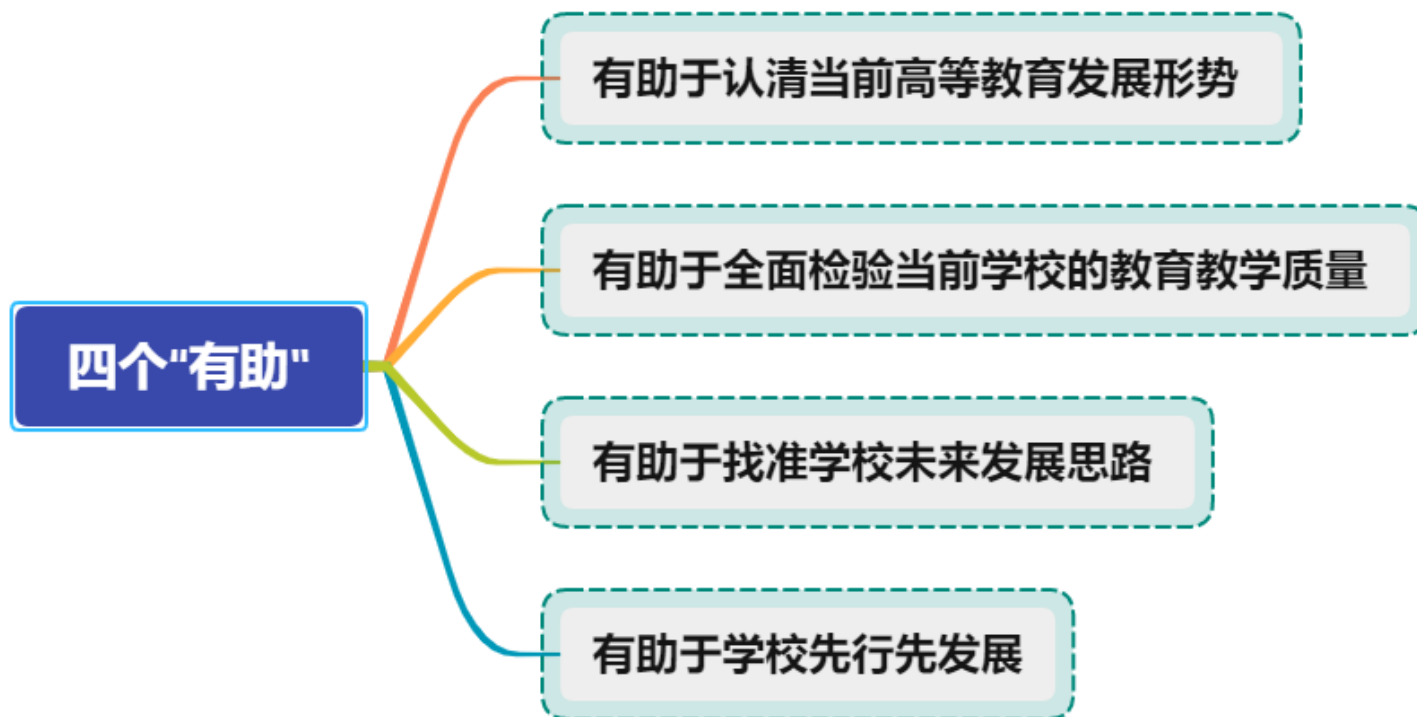 有助于认清当前高等教育发展形势
有助于全面检验当前学校的教育教学质量
四个"有助"
有助于找准学校未来发展思路
有助于学校先行先发展